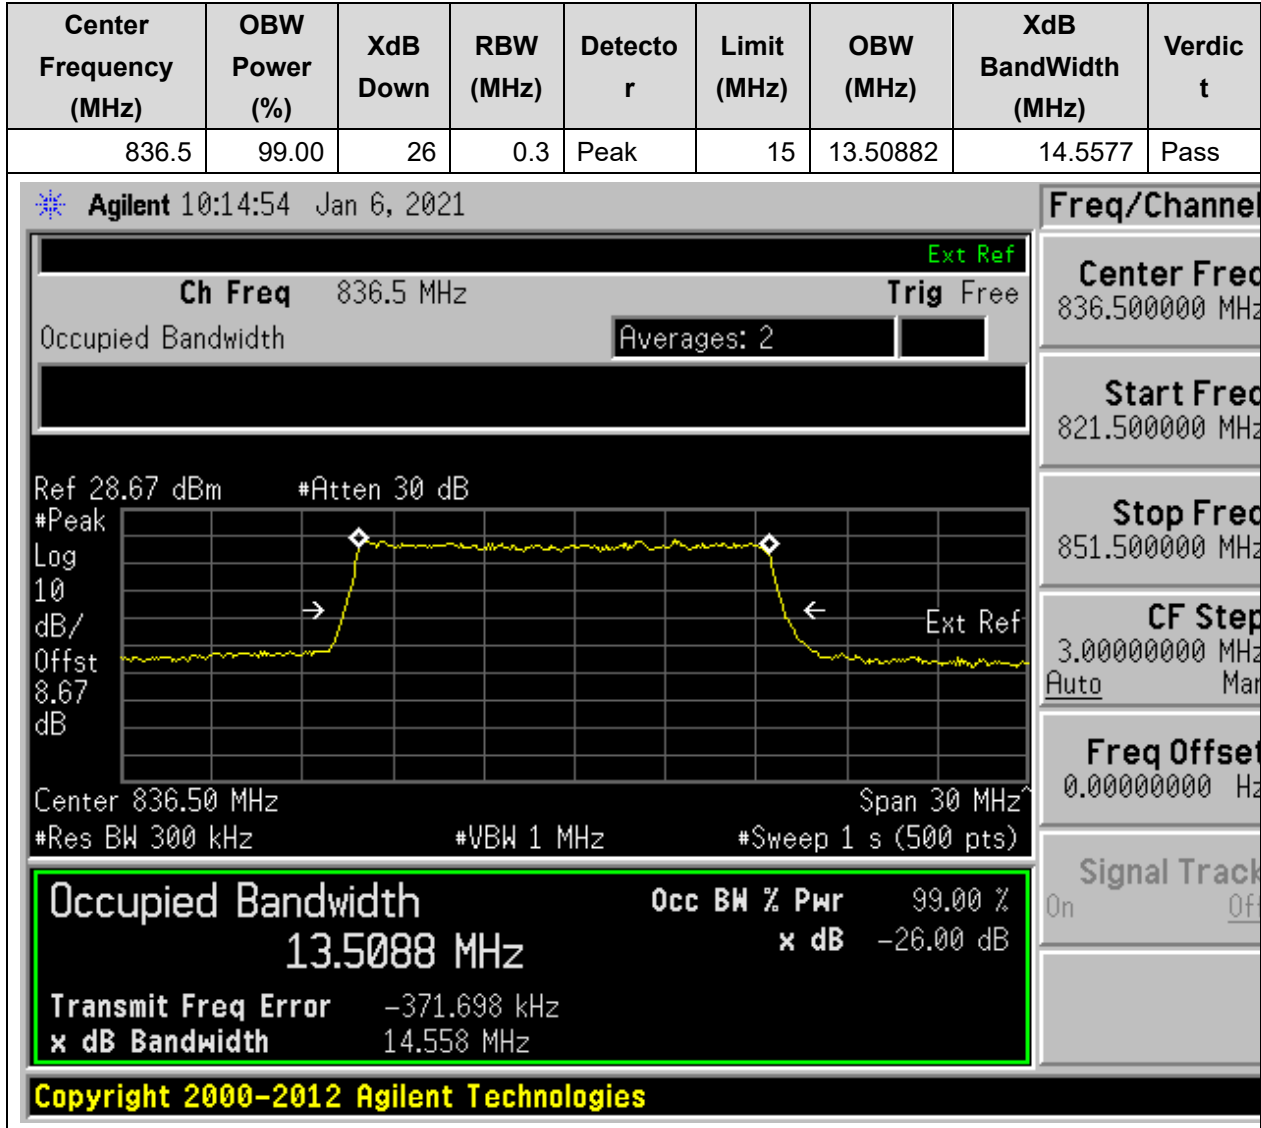 Center Frequency (MHz) OBW Power (%) XdB Down RBW (MHz) Detecto r Limit (MHz) OBW (MHz) XdB BandWidth (MHz) Verdic t
836.5 99.00 26 0.3 Peak 15 13.50882 14.5577 Pass
Agilent 10:14:54 Jan 6, 2021
Freq/Channel
Ext Ref
Ch Freq 836.5 MHz Trig Free
Occupied Bandwidth Averages: 2
Center Freq
836.500000 MHz
Start Freq
821.500000 MHz
Stop Freq
851.500000 MHz
CF Step
3.00000000 MHz
Auto Man
Freq Offset
0.00000000 Hz
Signal Track
On Off
Ref 28.67 dBm #Atten 30 dB
#Peak
Log
10
dB/
Offst
8.67
dB
Ext Ref
Center 836.50 MHz Span 30 MHz^
#Res BW 300 kHz #VBW 1 MHz #Sweep 1 s (500 pts)
Occupied Bandwidth
13.5088 MHz
Occ BW % Pwr 99.00 %
x dB -26.00 dB
Transmit Freq Error -371.698 kHz
x dB Bandwidth 14.558 MHz
Copyright 2000-2012 Agilent Technologies